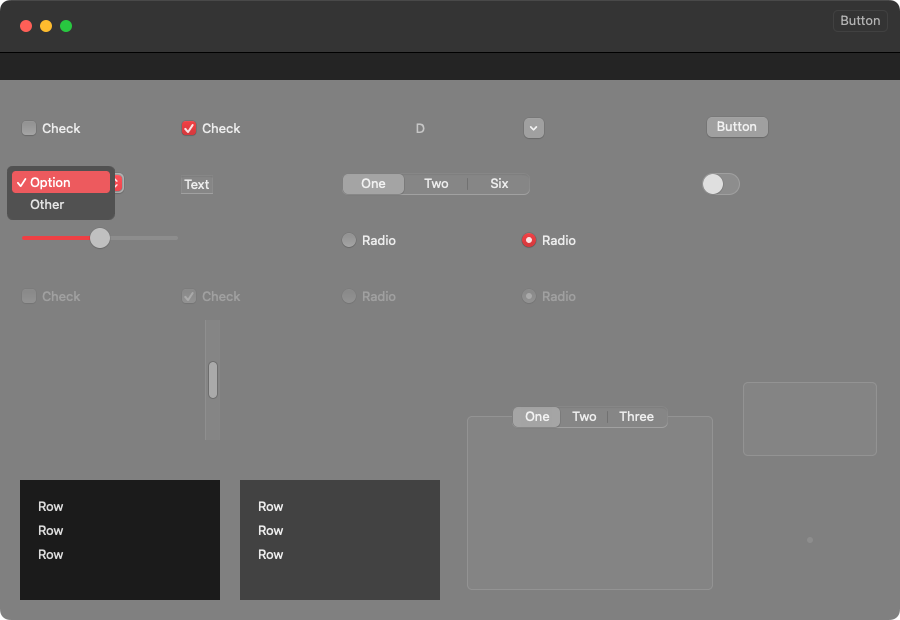 Button
Check
Check
D
Button
Option
Other
Text
One
Two
Six
Radio
Radio
Check
Check
Radio
Radio
One
Two
Three
Row
Row
Row
Row
Row
Row